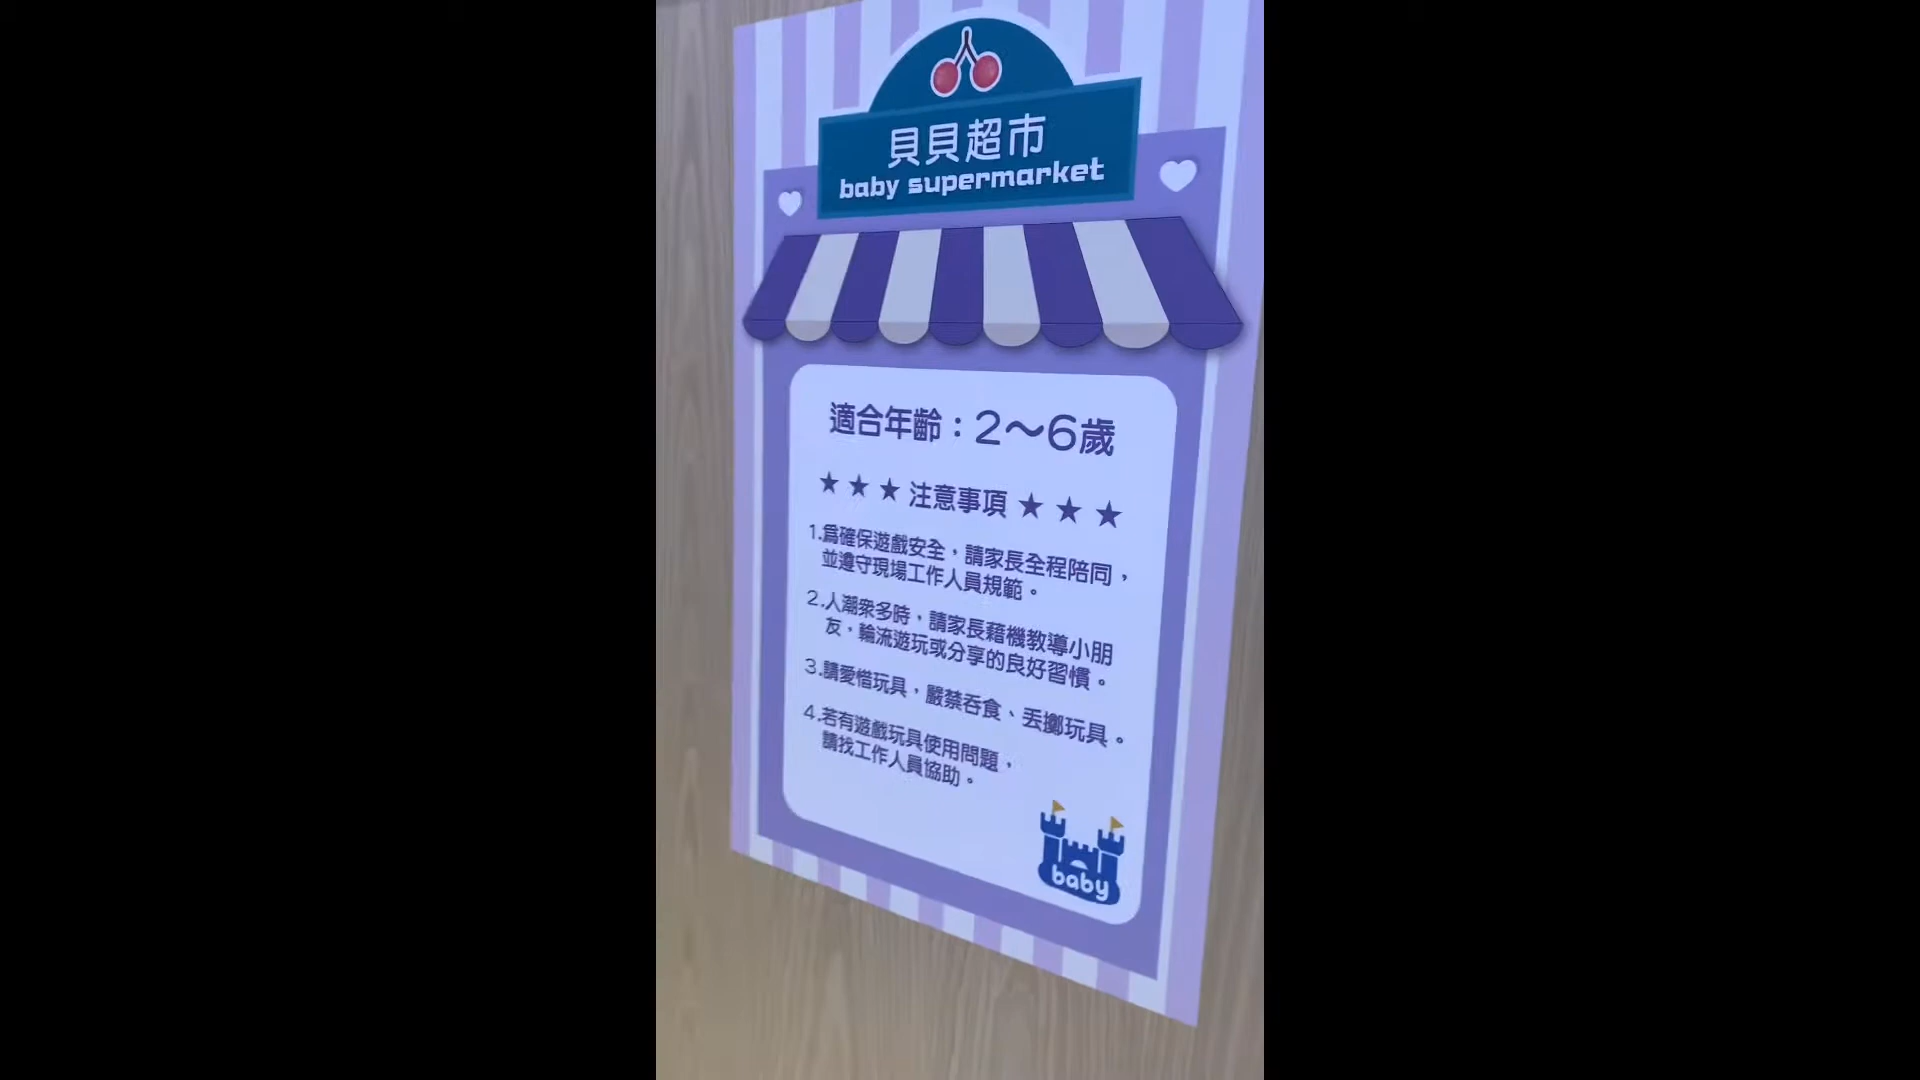 貝貝超市
baby supermarket
適合年齡：2～6歲
★ ★ ★ 注意事項 ★ ★ ★
1.為確保遊戲安全，請家長全程陪同，
並遵守現場工作人員規範。
2.人潮眾多時，請家長藉機教導小朋
友，輪流遊玩或分享的良好習慣。
3.請愛惜玩具，嚴禁吞食、丟擲玩具。
4.若有遊戲玩具使用問題，
請找工作人員協助。
baby